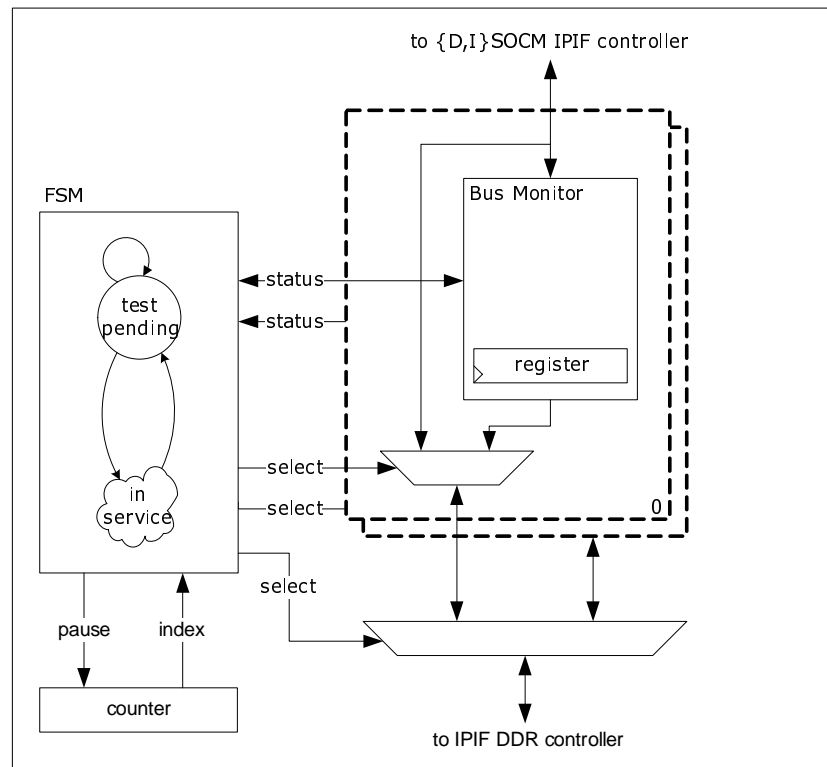 to {D,I}SOCM IPIF controller
FSM
Bus Monitor
test
pending
status
status
register
select
in
service
select
0
select
pause
index
counter
to IPIF DDR controller